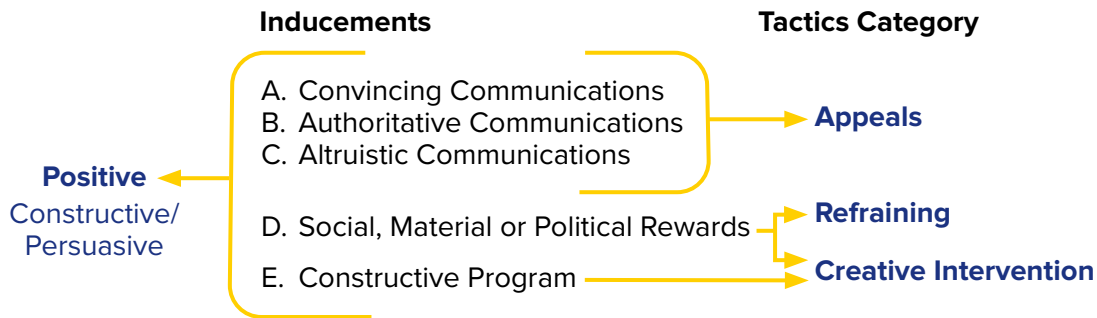 Inducements
Tactics Category
A. Convincing Communications
B. Authoritative Communications
C. Altruistic Communications
Appeals
Positive
Constructive/
Persuasive
D. Social, Material or Political Rewards
Refraining
E. Constructive Program
Creative Intervention